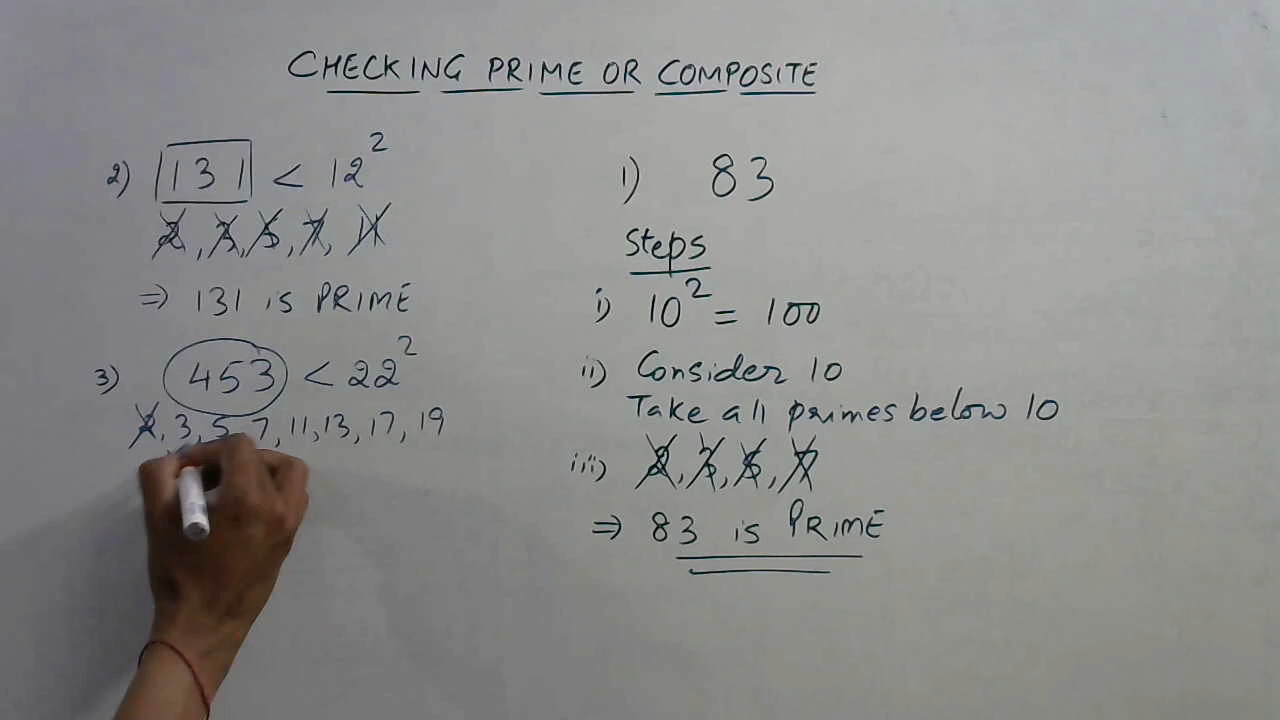 CHECKING PRIME OR COMPOSITE
2) 131 < 12²
2, 3, 5, 7, 11
⇒ 131 is PRIME
3) 453 < 22²
2, 3, 5, 7, 11, 13, 17, 19
1) 83
Steps
i) 10² = 100
ii) Consider 10
Take all primes below 10
iii) 2, 3, 5, 7
⇒ 83 is PRIME